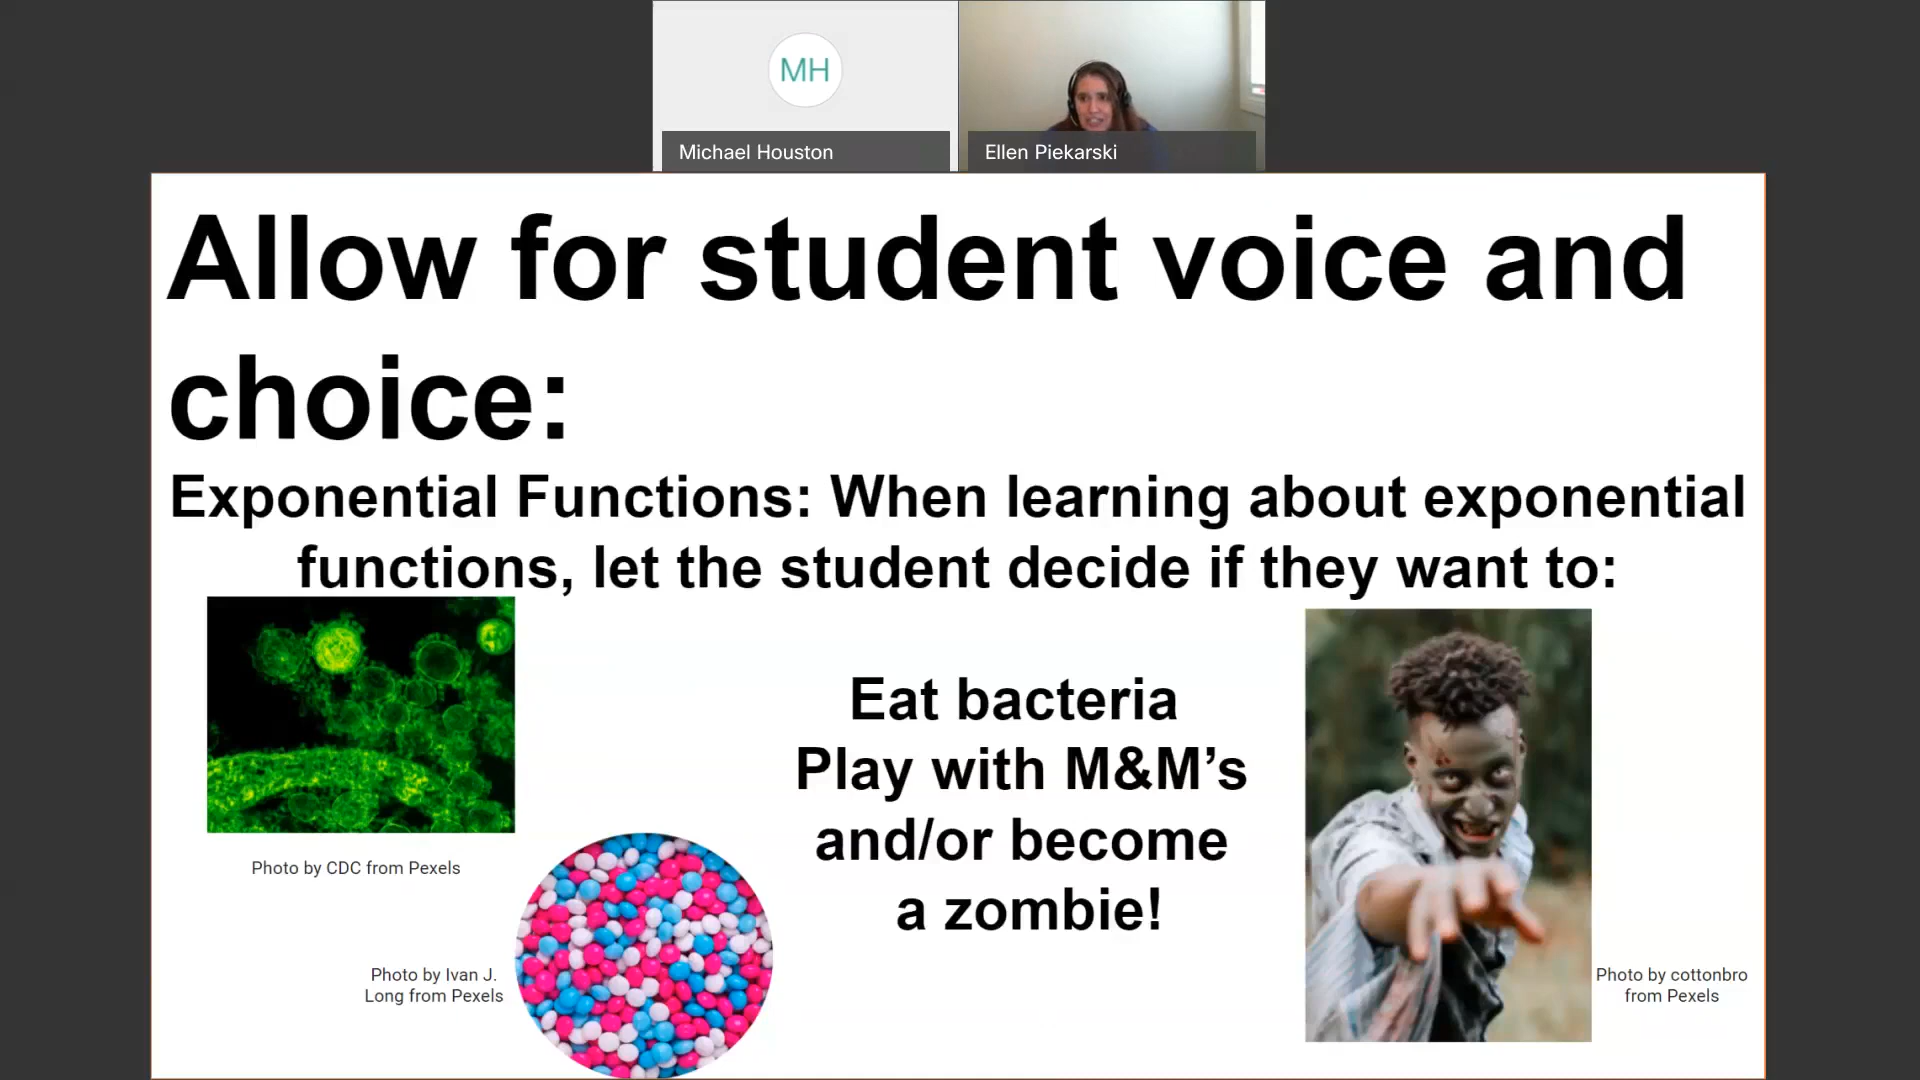 MH
Michael Houston
Ellen Piekarski
Allow for student voice and
choice:
Exponential Functions: When learning about exponential
functions, let the student decide if they want to:
Eat bacteria
Play with M&M’s
and/or become
a zombie!
Photo by CDC from Pexels
Photo by Ivan J.
Long from Pexels
Photo by cottonbro
from Pexels